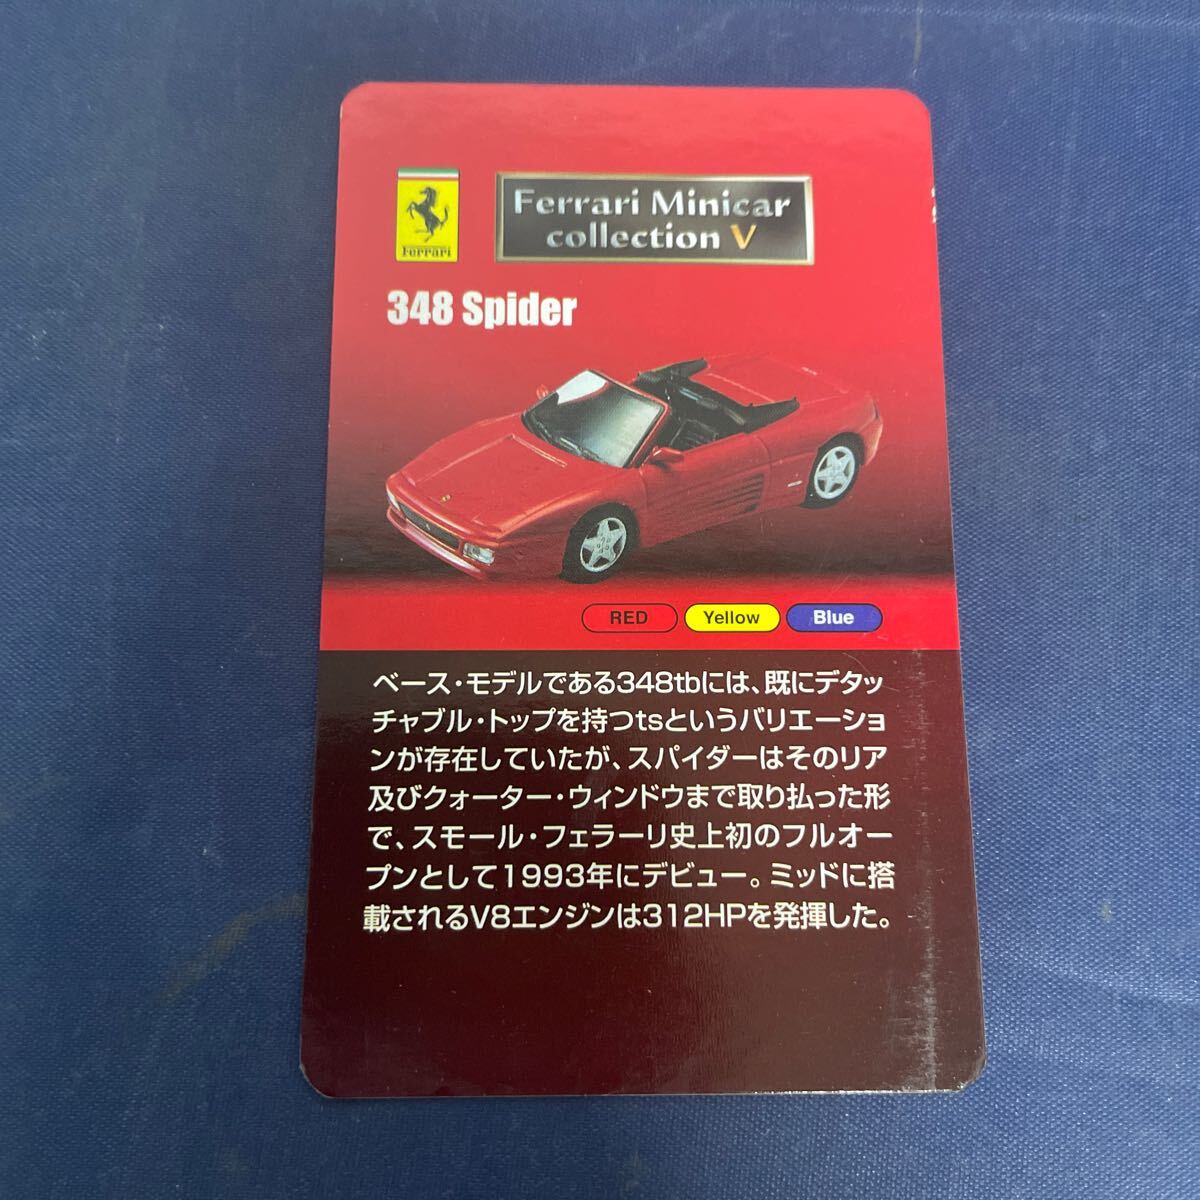 Ferrari
Ferrari Minicar
collection V
348 Spider
RED Yellow Blue
ベース・モデルである348tbには、既にデタッ
チャブル・トップを持つtsというバリエーショ
ンが存在していたが、スパイダーはそのリア
及びクォーター・ウィンドウまで取り払った形
で、スモール・フェラーリ史上初のフルオー
プンとして1993年にデビュー。ミッドに搭
載されるV8エンジンは312HPを発揮した。